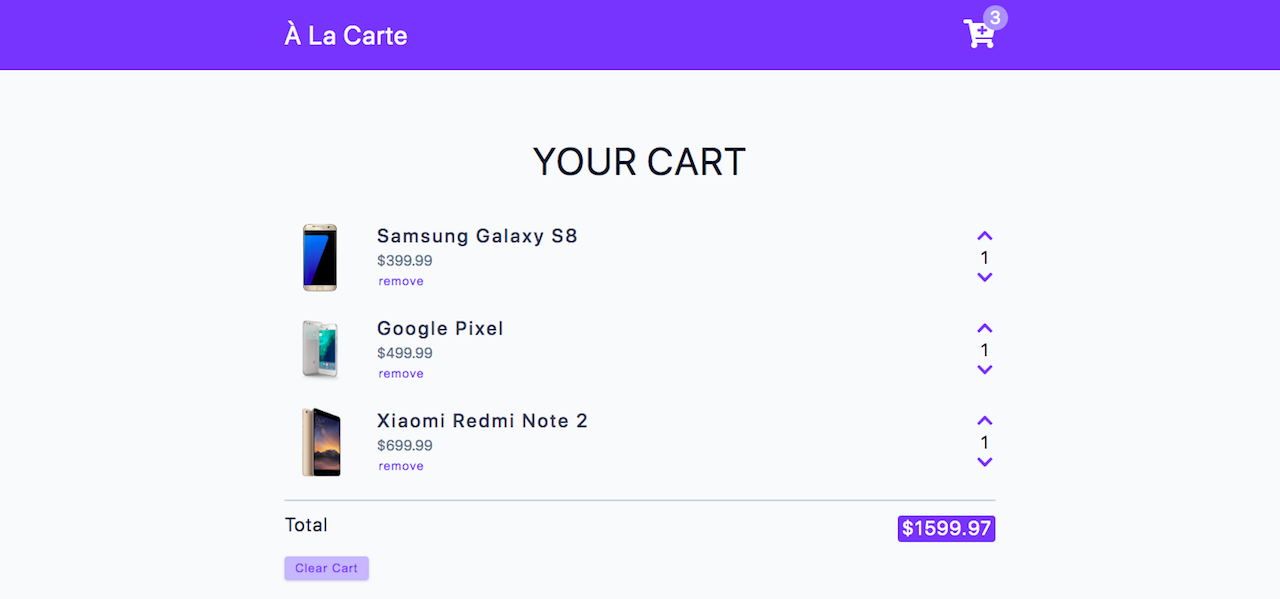 À La Carte
3
YOUR CART
Samsung Galaxy S8
$399.99
remove
1
Google Pixel
$499.99
remove
1
Xiaomi Redmi Note 2
$699.99
remove
1
Total
$1599.97
Clear Cart